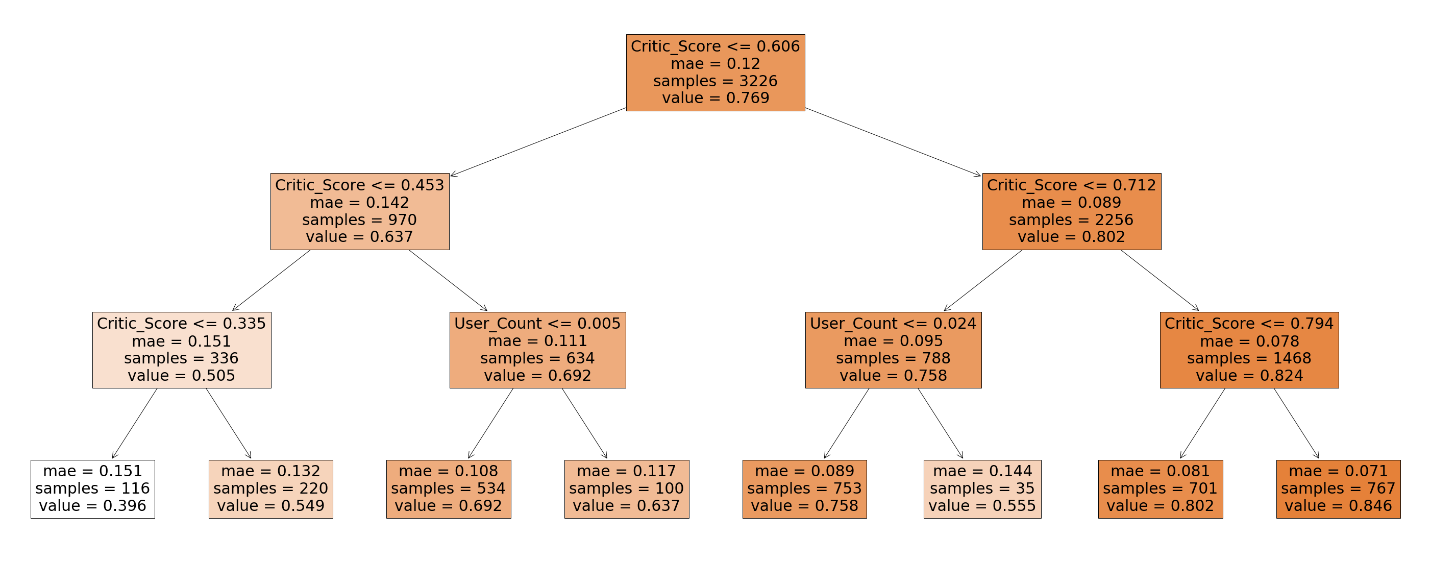 Critic_Score <= 0.606
mae = 0.12
samples = 3226
value = 0.769
Critic_Score <= 0.453
mae = 0.142
samples = 970
value = 0.637
Critic_Score <= 0.712
mae = 0.089
samples = 2256
value = 0.802
Critic_Score <= 0.335
mae = 0.151
samples = 336
value = 0.505
User_Count <= 0.005
mae = 0.111
samples = 634
value = 0.692
User_Count <= 0.024
mae = 0.095
samples = 788
value = 0.758
Critic_Score <= 0.794
mae = 0.078
samples = 1468
value = 0.824
mae = 0.151
samples = 116
value = 0.396
mae = 0.132
samples = 220
value = 0.549
mae = 0.108
samples = 534
value = 0.692
mae = 0.117
samples = 100
value = 0.637
mae = 0.089
samples = 753
value = 0.758
mae = 0.144
samples = 35
value = 0.555
mae = 0.081
samples = 701
value = 0.802
mae = 0.071
samples = 767
value = 0.846